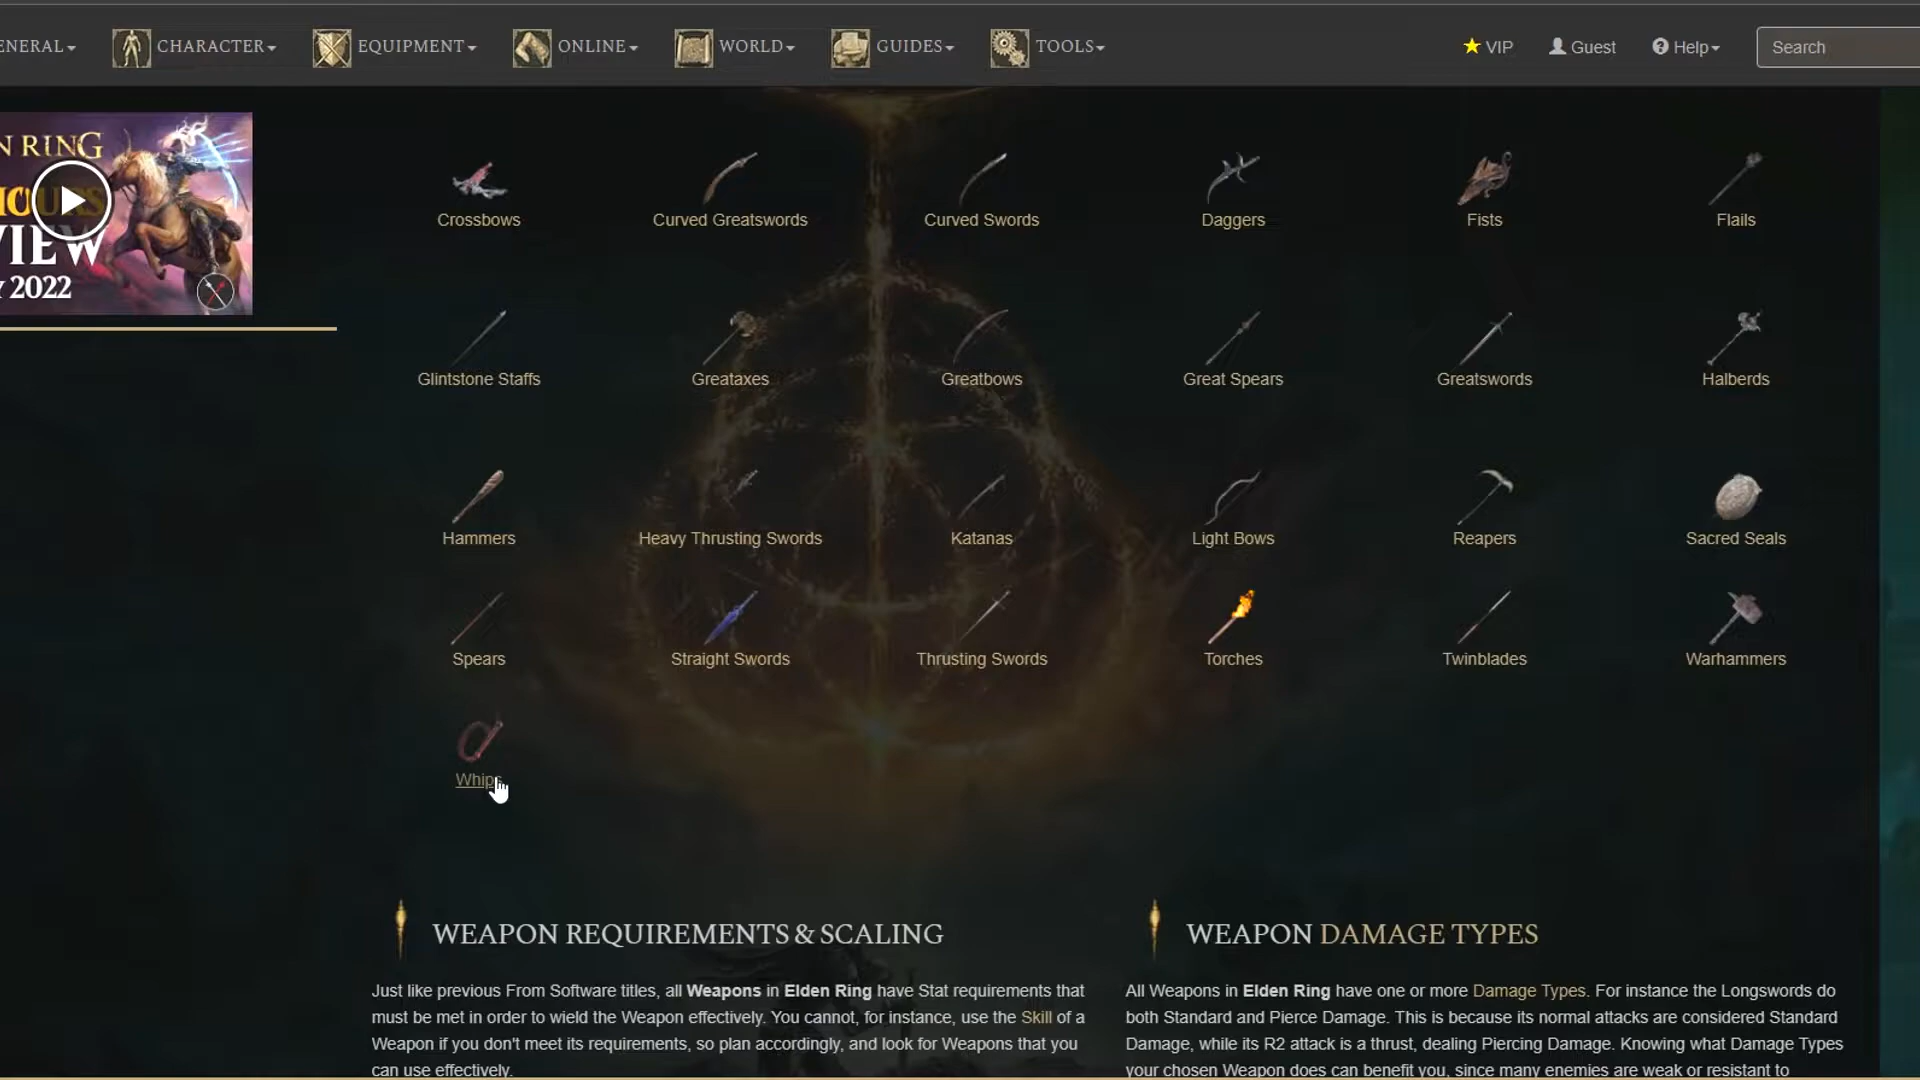 CHARACTER
EQUIPMENT
ONLINE
WORLD
GUIDES
TOOLS
VIP
Guest
Help
Search
RING
2022
Crossbows
Curved Greatswords
Curved Swords
Daggers
Fists
Flails
Glintstone Staffs
Greataxes
Greatbows
Great Spears
Greatswords
Halberds
Hammers
Heavy Thrusting Swords
Katanas
Light Bows
Reapers
Sacred Seals
Spears
Straight Swords
Thrusting Swords
Torches
Twinblades
Warhammers
Whips
WEAPON REQUIREMENTS & SCALING
Just like previous From Software titles, all Weapons in Elden Ring have Stat requirements that
must be met in order to wield the Weapon effectively. You cannot, for instance, use the Skill of a
Weapon if you don't meet its requirements, so plan accordingly, and look for Weapons that you
can use effectively.
WEAPON DAMAGE TYPES
All Weapons in Elden Ring have one or more Damage Types. For instance the Longswords do
both Standard and Pierce Damage. This is because its normal attacks are considered Standard
Damage, while its R2 attack is a thrust, dealing Piercing Damage. Knowing what Damage Types
your chosen Weapon does can benefit you, since many enemies are weak or resistant to